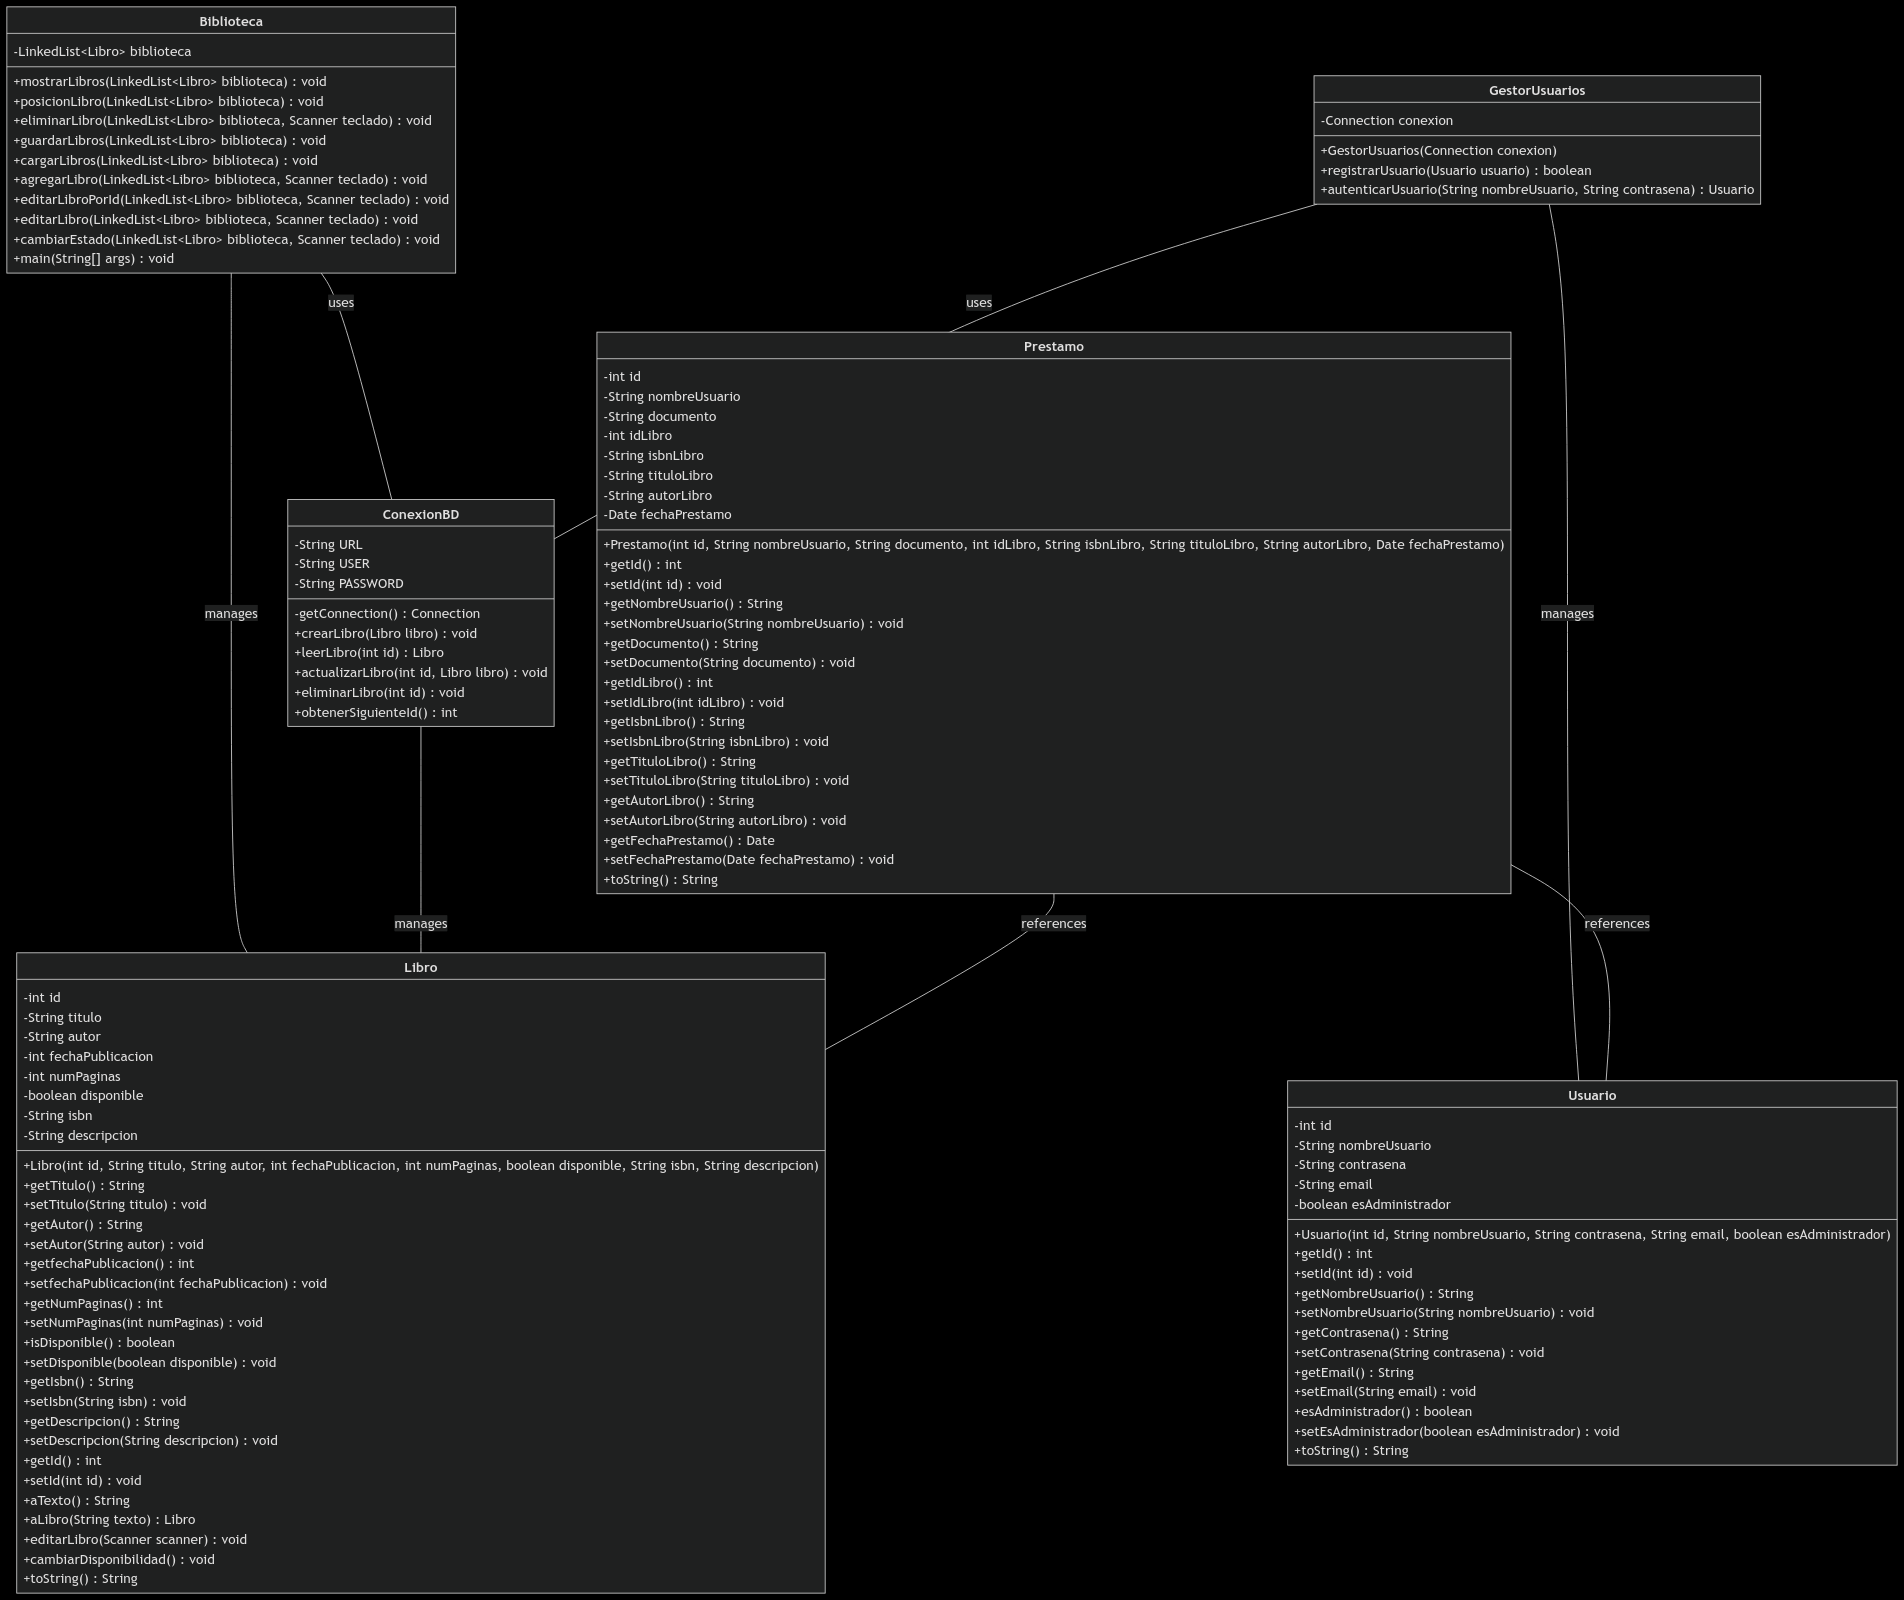 Biblioteca
-LinkedList<Libro> biblioteca
+mostrarLibros(LinkedList<Libro> biblioteca) : void
+posicionLibro(LinkedList<Libro> biblioteca) : void
+eliminarLibro(LinkedList<Libro> biblioteca, Scanner teclado) : void
+guardarLibros(LinkedList<Libro> biblioteca) : void
+cargarLibros(LinkedList<Libro> biblioteca) : void
+agregarLibro(LinkedList<Libro> biblioteca, Scanner teclado) : void
+editarLibroPorId(LinkedList<Libro> biblioteca, Scanner teclado) : void
+editarLibro(LinkedList<Libro> biblioteca, Scanner teclado) : void
+cambiarEstado(LinkedList<Libro> biblioteca, Scanner teclado) : void
+main(String[] args) : void
GestorUsuarios
-Connection conexion
+GestorUsuarios(Connection conexion)
+registrarUsuario(Usuario usuario) : boolean
+autenticarUsuario(String nombreUsuario, String contrasena) : Usuario
uses
uses
Prestamo
-int id
-String nombreUsuario
-String documento
-int idLibro
-String isbnLibro
-String tituloLibro
-String autorLibro
-Date fechaPrestamo
+Prestamo(int id, String nombreUsuario, String documento, int idLibro, String isbnLibro, String tituloLibro, String autorLibro, Date fechaPrestamo)
+getId() : int
+setId(int id) : void
+getNombreUsuario() : String
+setNombreUsuario(String nombreUsuario) : void
+getDocumento() : String
+setDocumento(String documento) : void
+getIdLibro() : int
+setIdLibro(int idLibro) : void
+getIsbnLibro() : String
+setIsbnLibro(String isbnLibro) : void
+getTituloLibro() : String
+setTituloLibro(String tituloLibro) : void
+getAutorLibro() : String
+setAutorLibro(String autorLibro) : void
+getFechaPrestamo() : Date
+setFechaPrestamo(Date fechaPrestamo) : void
+toString() : String
ConexionBD
-String URL
-String USER
-String PASSWORD
-getConnection() : Connection
+crearLibro(Libro libro) : void
+leerLibro(int id) : Libro
+actualizarLibro(int id, Libro libro) : void
+eliminarLibro(int id) : void
+obtenerSiguienteId() : int
manages
manages
manages
references
references
Libro
-int id
-String titulo
-String autor
-int fechaPublicacion
-int numPaginas
-boolean disponible
-String isbn
-String descripcion
+Libro(int id, String titulo, String autor, int fechaPublicacion, int numPaginas, boolean disponible, String isbn, String descripcion)
+getTitulo() : String
+setTitulo(String titulo) : void
+getAutor() : String
+setAutor(String autor) : void
+getfechaPublicacion() : int
+setfechaPublicacion(int fechaPublicacion) : void
+getNumPaginas() : int
+setNumPaginas(int numPaginas) : void
+isDisponible() : boolean
+setDisponible(boolean disponible) : void
+getIsbn() : String
+setIsbn(String isbn) : void
+getDescripcion() : String
+setDescripcion(String descripcion) : void
+getId() : int
+setId(int id) : void
+aTexto() : String
+aLibro(String texto) : Libro
+editarLibro(Scanner scanner) : void
+cambiarDisponibilidad() : void
+toString() : String
Usuario
-int id
-String nombreUsuario
-String contrasena
-String email
-boolean esAdministrador
+Usuario(int id, String nombreUsuario, String contrasena, String email, boolean esAdministrador)
+getId() : int
+setId(int id) : void
+getNombreUsuario() : String
+setNombreUsuario(String nombreUsuario) : void
+getContrasena() : String
+setContrasena(String contrasena) : void
+getEmail() : String
+setEmail(String email) : void
+esAdministrador() : boolean
+setEsAdministrador(boolean esAdministrador) : void
+toString() : String